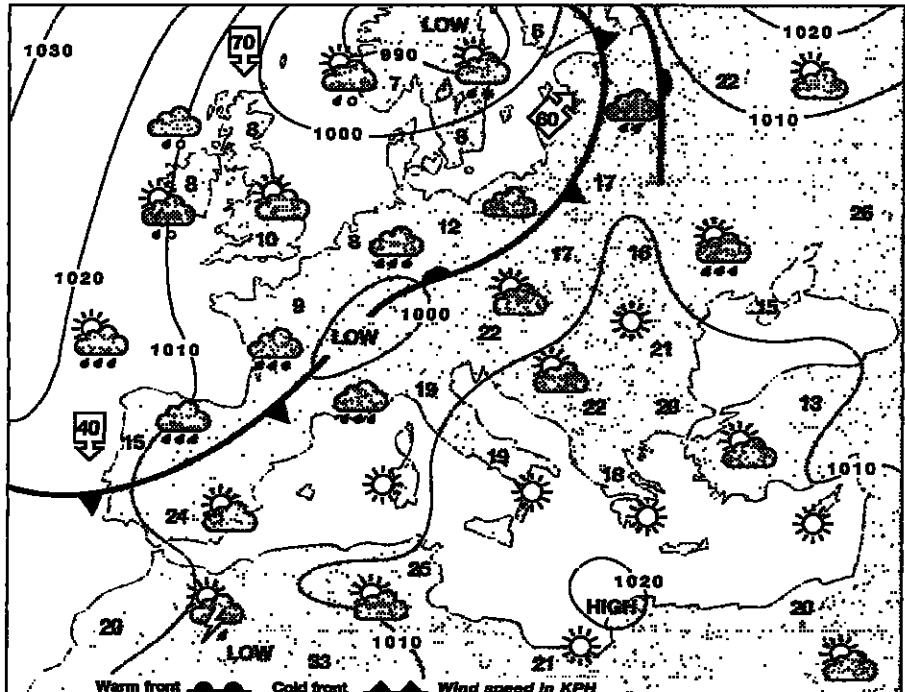 LOW 6 1020
1030 70
990 22
7
8 1000 8 60 1010
8 17
10 12 26
8 17 16
1020
9 1000 15
1010 LOW 22 21
19 22 20 13
40 15
19 18 1010
24
25 1020
HIGH
20 20
1010
LOW 33 21
Warm front Cold front Wind speed in KPH